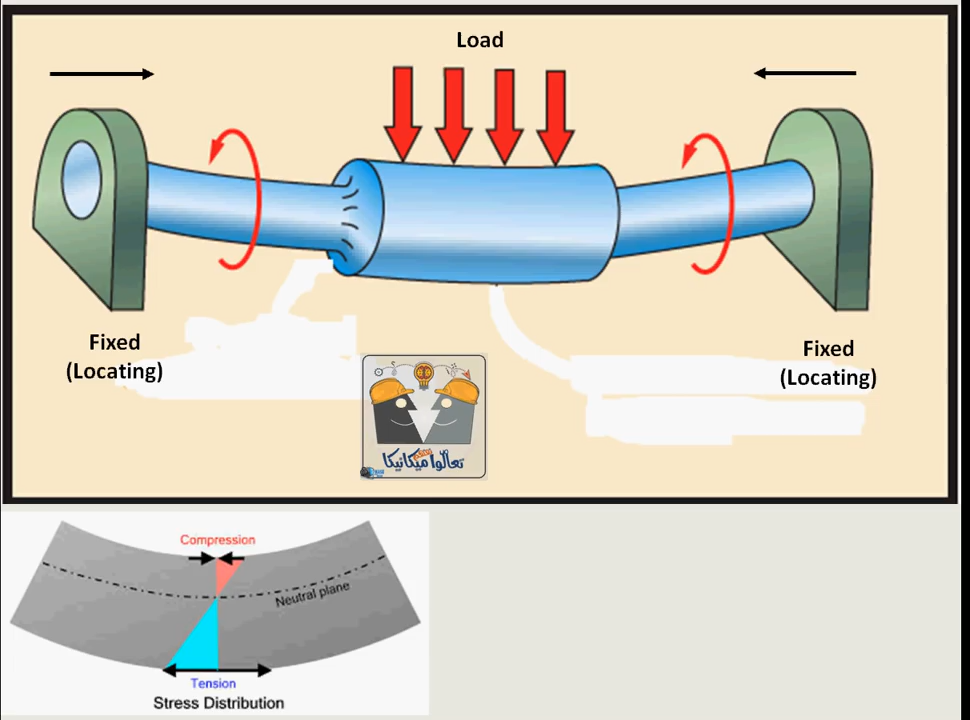 Load
Fixed
(Locating)
Fixed
(Locating)
تعالوا
ميكانيكا
Compression
Neutral plane
Tension
Stress Distribution